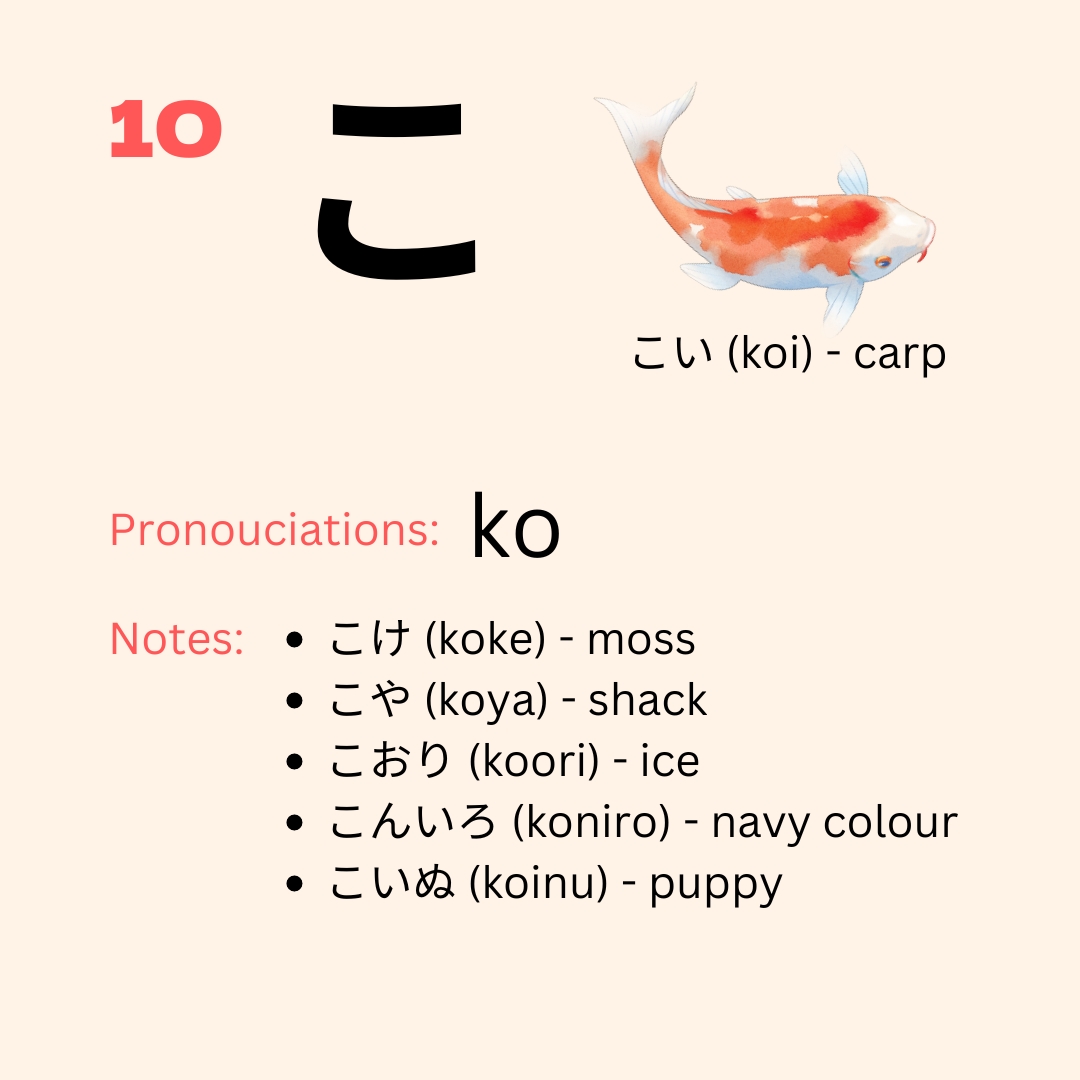 10
こ
こい (koi) - carp
Pronouciations: ko
Notes:
• こけ (koke) - moss
• こや (koya) - shack
• こおり (koori) - ice
• こんいろ (koniro) - navy colour
• こいぬ (koinu) - puppy